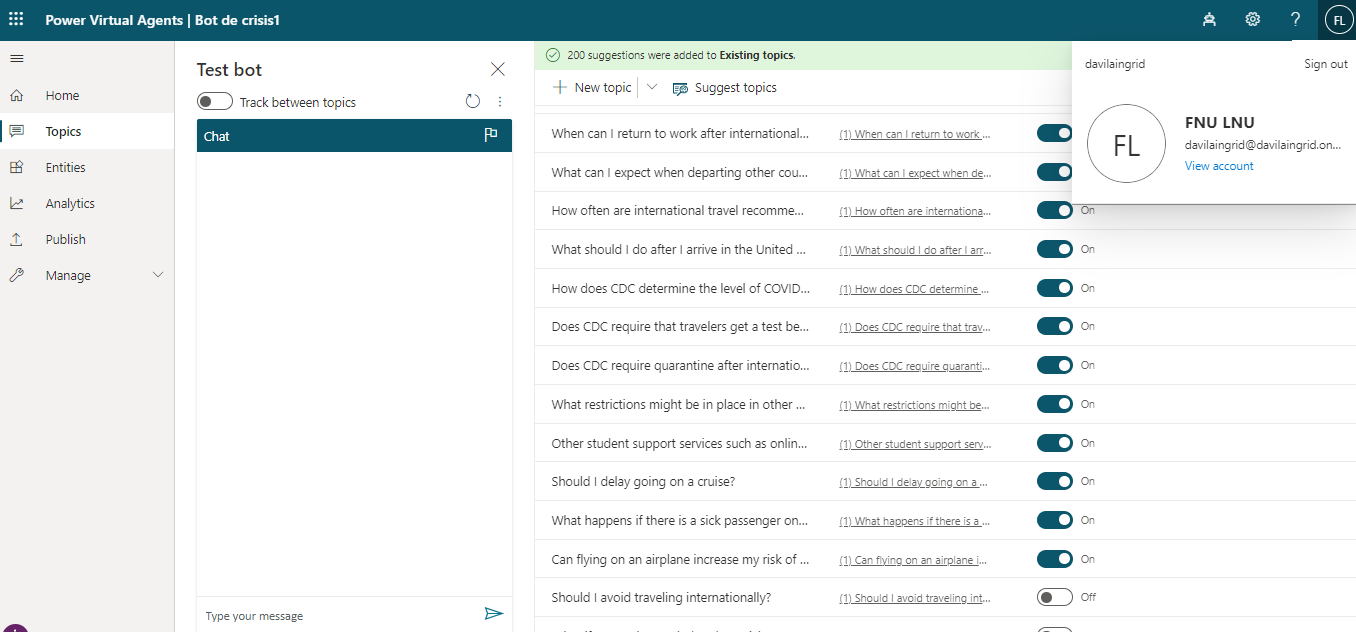 Power Virtual Agents | Bot de crisis1
?
FL
Home
Topics
Entities
Analytics
Publish
Manage
Test bot
Track between topics
Chat
Type your message
200 suggestions were added to Existing topics.
New topic
Suggest topics
When can I return to work after international... (1) When can I return to work ...
What can I expect when departing other cou... (1) What can I expect when de...
How often are international travel recomme... (1) How often are internationa... On
What should I do after I arrive in the United ... (1) What should I do after I arr... On
How does CDC determine the level of COVID... (1) How does CDC determine ... On
Does CDC require that travelers get a test be... (1) Does CDC require that trav... On
Does CDC require quarantine after internatio... (1) Does CDC require quaranti... On
What restrictions might be in place in other ... (1) What restrictions might be... On
Other student support services such as onlin... (1) Other student support serv... On
Should I delay going on a cruise? (1) Should I delay going on a ... On
What happens if there is a sick passenger on... (1) What happens if there is a ... On
Can flying on an airplane increase my risk of ... (1) Can flying on an airplane i... On
Should I avoid traveling internationally? (1) Should I avoid traveling int... Off
davilaingrid
Sign out
FL
FNU LNU
davilaingrid@davilaingrid.on...
View account